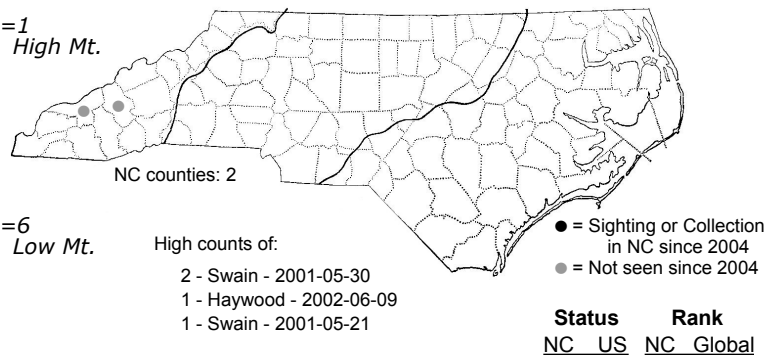 =1
High Mt.
NC counties: 2
=6
Low Mt.
High counts of:
2 - Swain - 2001-05-30
1 - Haywood - 2002-06-09
1 - Swain - 2001-05-21
● = Sighting or Collection
in NC since 2004
● = Not seen since 2004
Status Rank
NC US NC Global